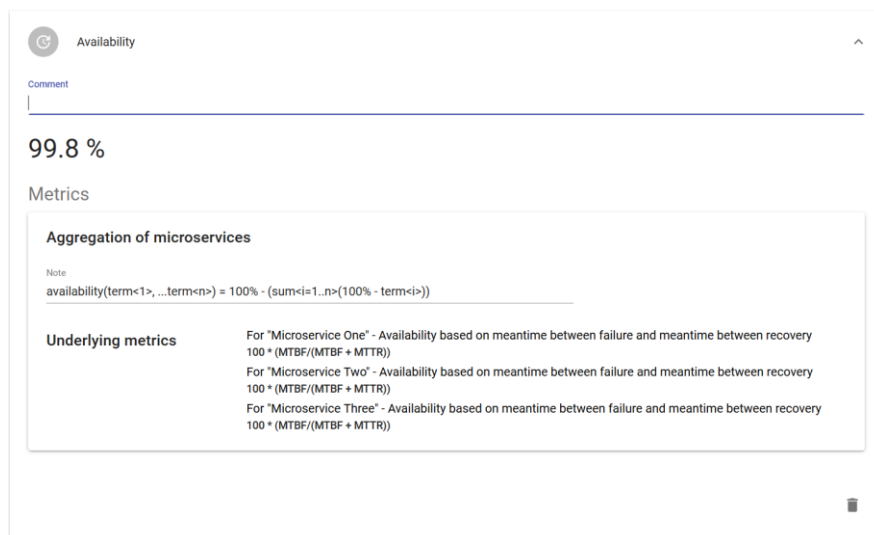 Availability
Comment
99.8 %
Metrics
Aggregation of microservices
Note
availability(term<1>, ...term<n>) = 100% - (sum<i=1..n>(100% - term<i>))
Underlying metrics
For "Microservice One" - Availability based on meantime between failure and meantime between recovery
100 * (MTBF/(MTBF + MTTR))
For "Microservice Two" - Availability based on meantime between failure and meantime between recovery
100 * (MTBF/(MTBF + MTTR))
For "Microservice Three" - Availability based on meantime between failure and meantime between recovery
100 * (MTBF/(MTBF + MTTR))